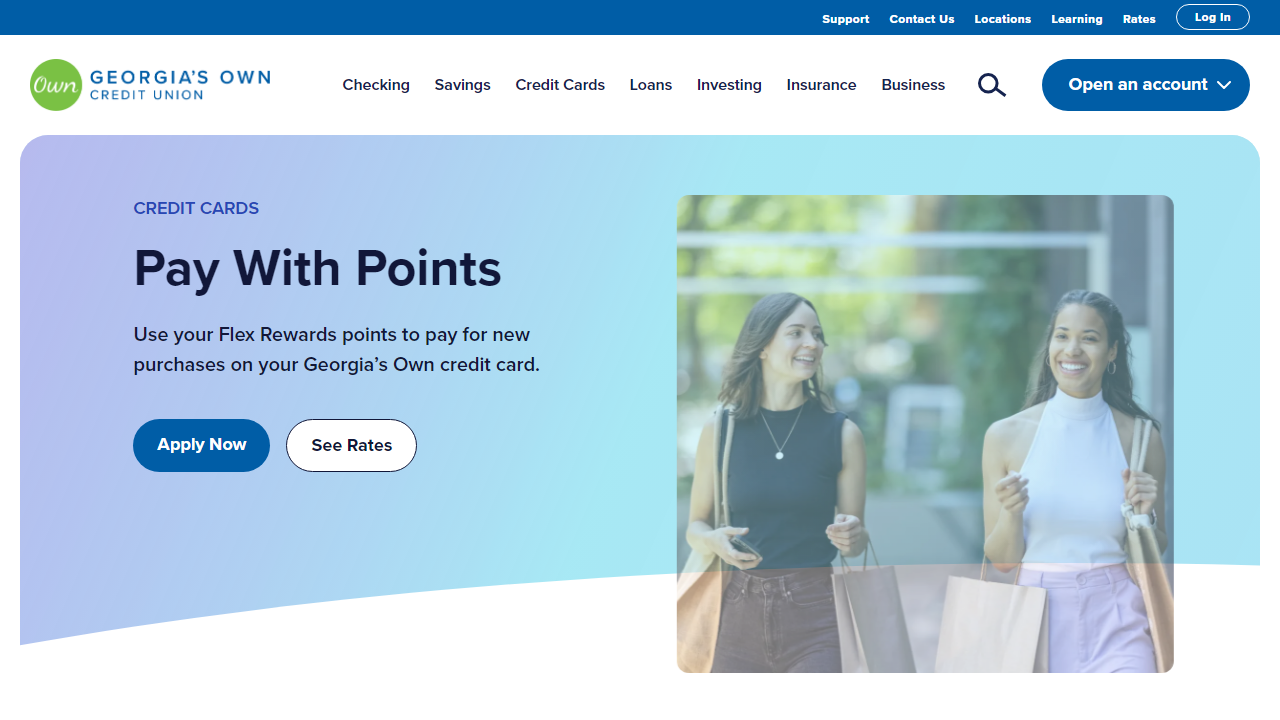 Support Contact Us Locations Learning Rates Log In
Own GEORGIA'S OWN
CREDIT UNION
Checking Savings Credit Cards Loans Investing Insurance Business Open an account
CREDIT CARDS
Pay With Points
Use your Flex Rewards points to pay for new
purchases on your Georgia’s Own credit card.
Apply Now See Rates